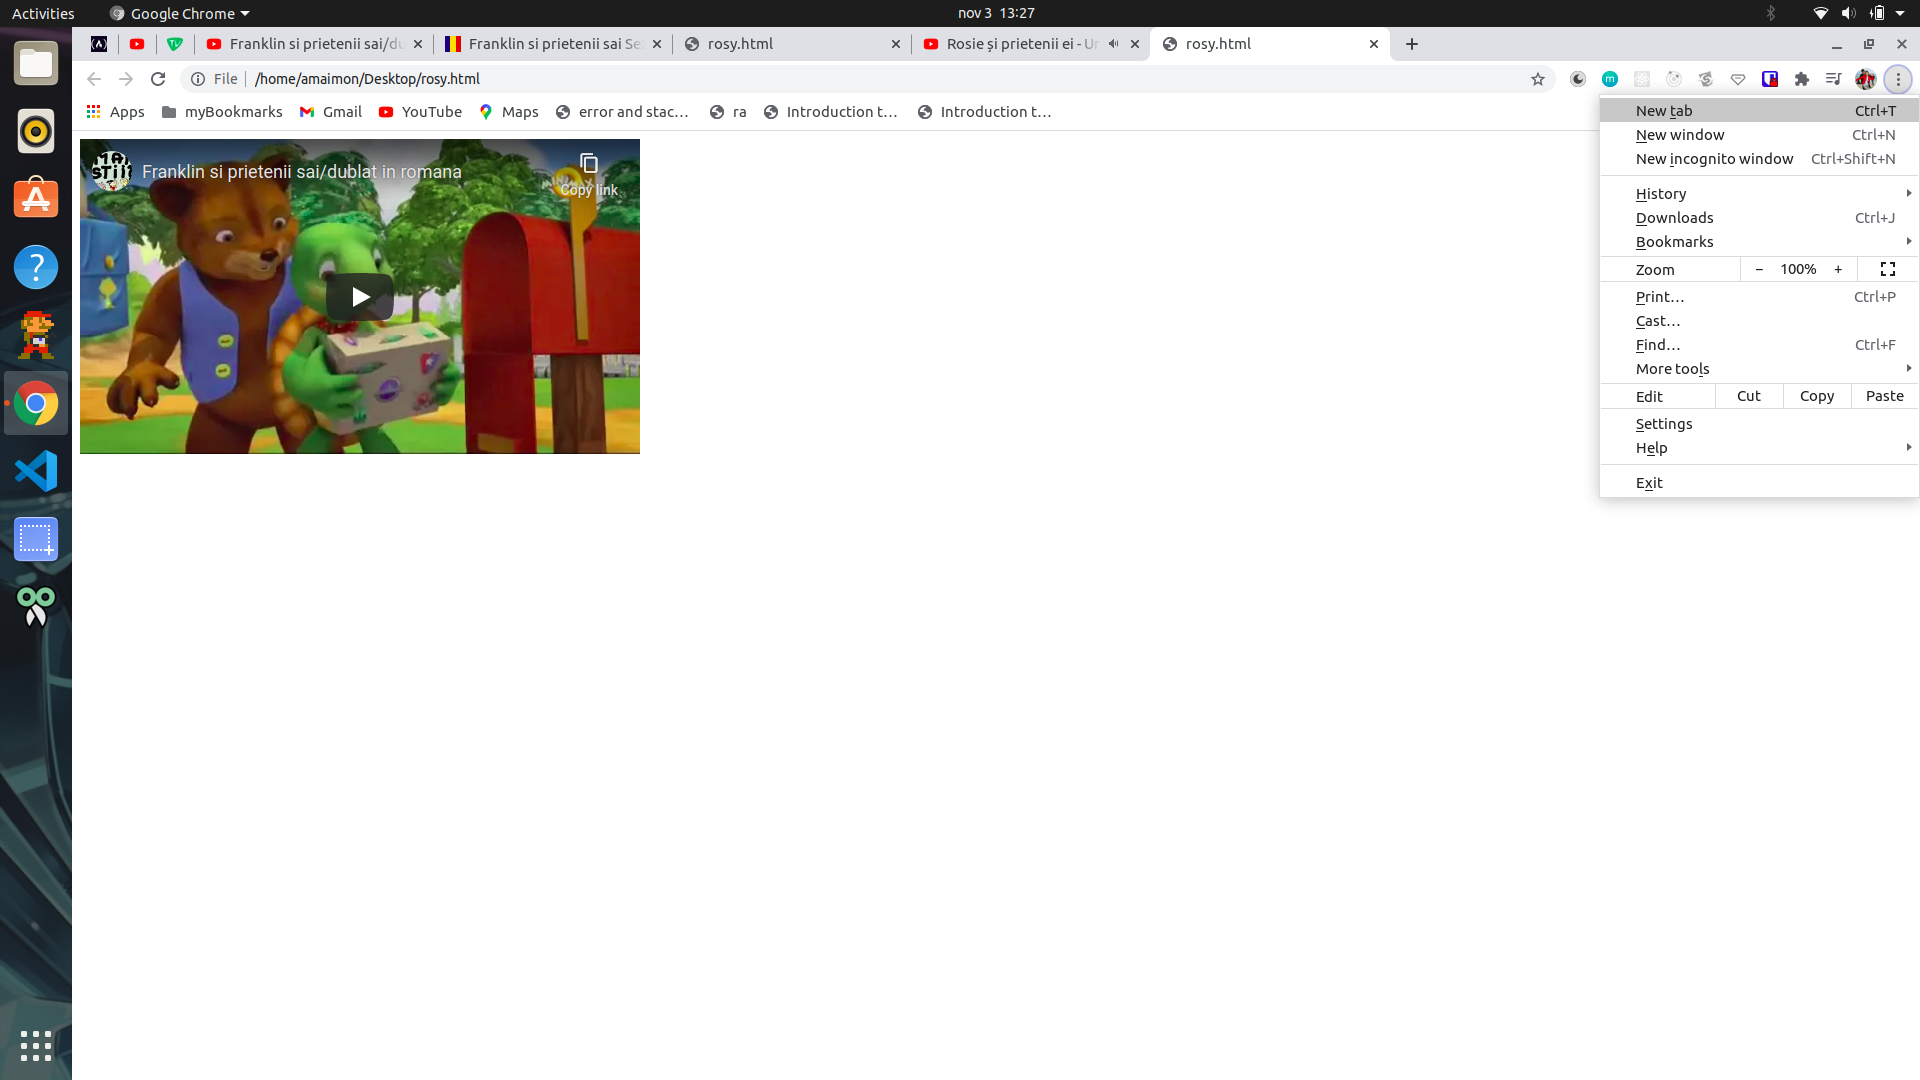 Activities
Google Chrome
nov 3 13:27
Franklin si prietenii sai/du
Franklin si prietenii sai Se
rosy.html
Rosie și prietenii ei - Ur
rosy.html
File
/home/amaimon/Desktop/rosy.html
Apps
myBookmarks
Gmail
YouTube
Maps
error and stac…
ra
Introduction t…
Introduction t…
Franklin si prietenii sai/dublat in romana
Copy link
New tab Ctrl+T
New window Ctrl+N
New incognito window Ctrl+Shift+N
History
Downloads Ctrl+J
Bookmarks
Zoom − 100% +
Print… Ctrl+P
Cast…
Find… Ctrl+F
More tools
Edit Cut Copy Paste
Settings
Help
Exit